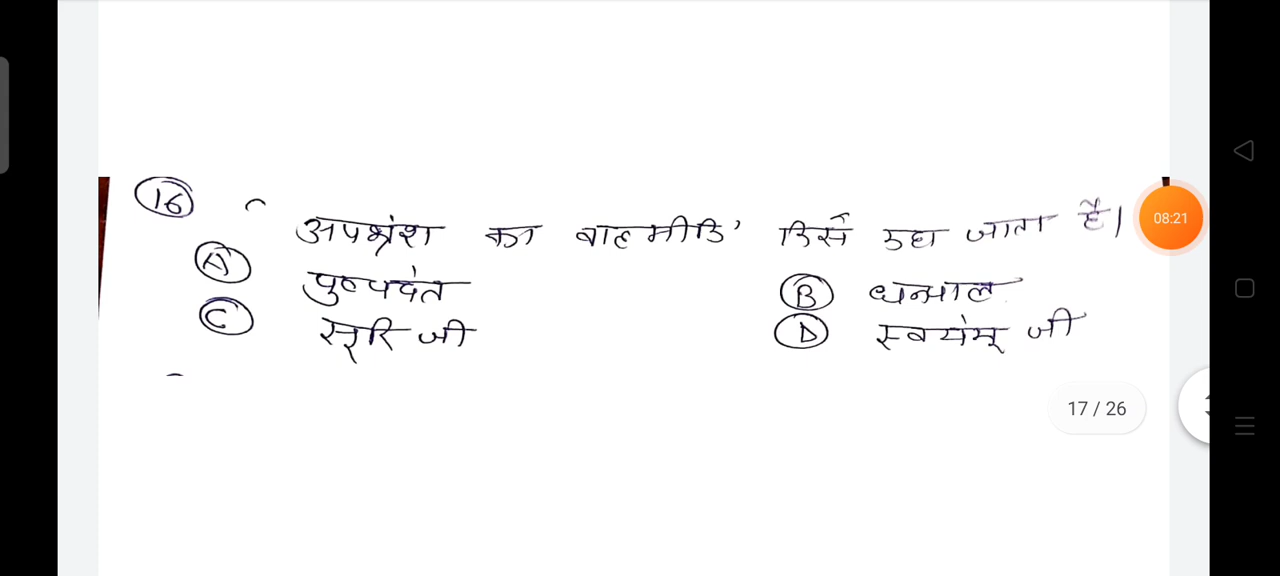 16
अपभ्रंश का वाल्मीकि' किसे कहा जाता है।
A पुष्पदंत B धनपाल
C सूरि जी D स्वयंभू जी
08:21
17 / 26